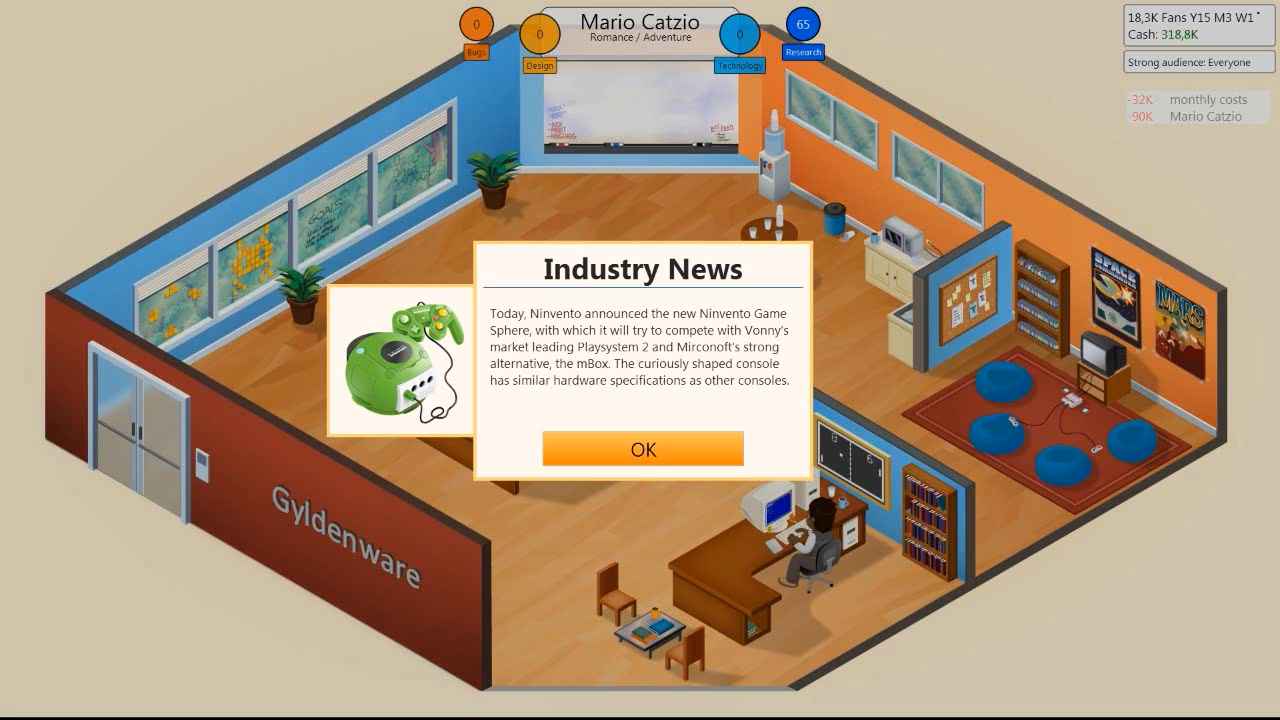 Mario Catzio
Romance / Adventure
0
Bugs
0
Design
0
Technology
65
Research
18,3K Fans Y15 M3 W1
Cash: 318,8K
Strong audience: Everyone
-32K monthly costs
-90K Mario Catzio
GOALS
SPACE
MARS
Industry News
Today, Ninvento announced the new Ninvento Game
Sphere, with which it will try to compete with Vonny's
market leading Playsystem 2 and Mirconoft's strong
alternative, the mBox. The curiously shaped console
has similar hardware specifications as other consoles.
OK
Gyldenware